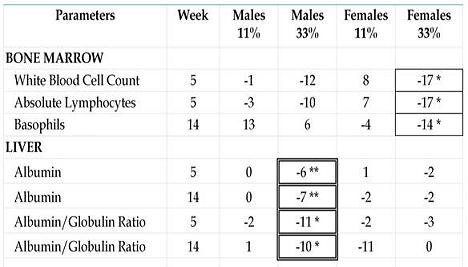 Parameters Week Males Males Females Females
11% 33% 11% 33%
BONE MARROW
White Blood Cell Count 5 -1 -12 8 -17 *
Absolute Lymphocytes 5 -3 -10 7 -17 *
Basophils 14 13 6 -4 -14 *
LIVER
Albumin 5 0 -6 ** 1 -2
Albumin 14 0 -7 ** -2 -2
Albumin/Globulin Ratio 5 -2 -11 * -2 -3
Albumin/Globulin Ratio 14 1 -10 * -11 0